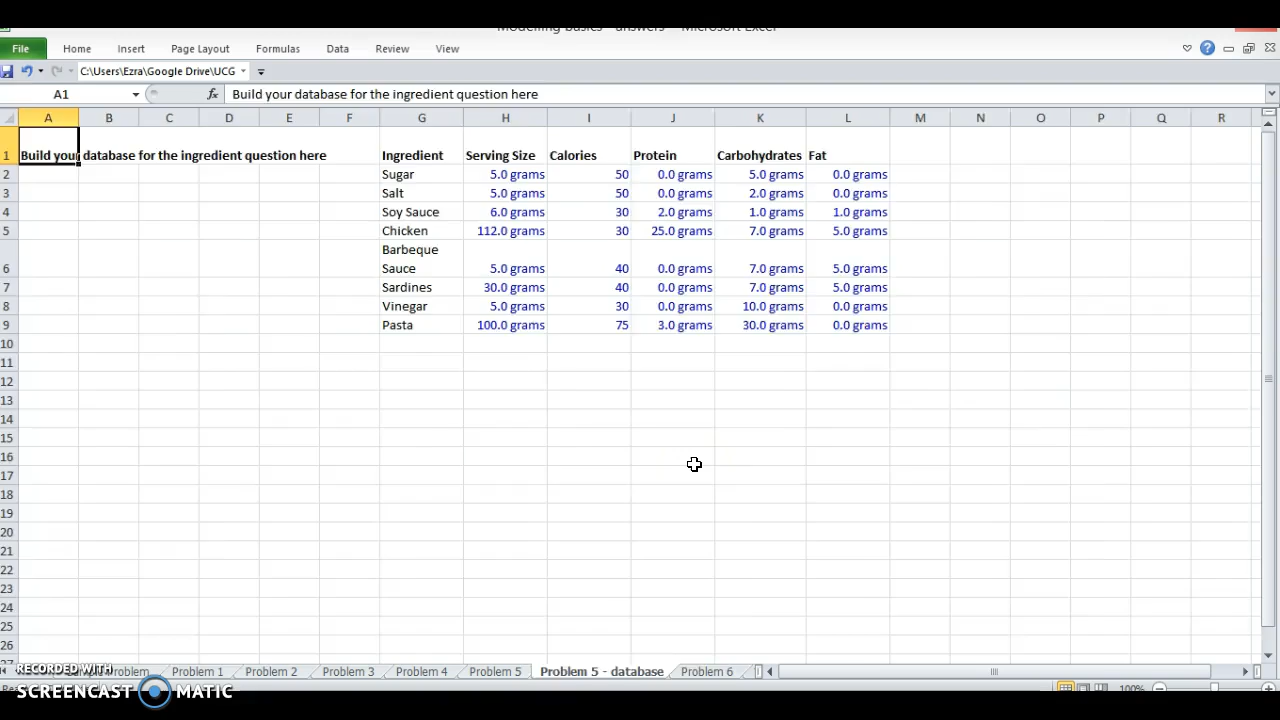 Modelling basics - answers - Microsoft Excel
File Home Insert Page Layout Formulas Data Review View
C:\Users\Ezra\Google Drive\UCG
A1 fx Build your database for the ingredient question here
A B C D E F G H I J K L M N O P Q R
1 Build your database for the ingredient question here Ingredient Serving Size Calories Protein Carbohydrates Fat
2 Sugar 5.0 grams 50 0.0 grams 5.0 grams 0.0 grams
3 Salt 5.0 grams 50 0.0 grams 2.0 grams 0.0 grams
4 Soy Sauce 6.0 grams 30 2.0 grams 1.0 grams 1.0 grams
5 Chicken 112.0 grams 30 25.0 grams 7.0 grams 5.0 grams
Barbeque
6 Sauce 5.0 grams 40 0.0 grams 7.0 grams 5.0 grams
7 Sardines 30.0 grams 40 0.0 grams 7.0 grams 5.0 grams
8 Vinegar 5.0 grams 30 0.0 grams 10.0 grams 0.0 grams
9 Pasta 100.0 grams 75 3.0 grams 30.0 grams 0.0 grams
10
11
12
13
14
15
16
17
18
19
20
21
22
23
24
25
26
27
RECORDED WITH
Problem Problem 1 Problem 2 Problem 3 Problem 4 Problem 5 Problem 5 - database Problem 6
SCREENCAST MATIC
100%